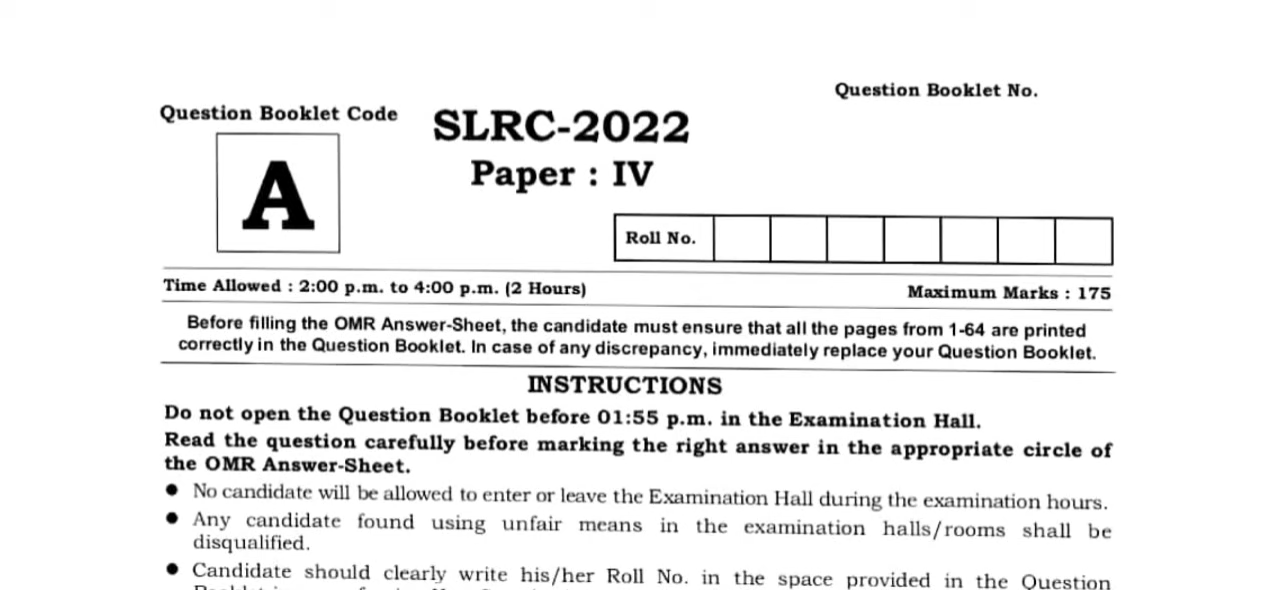 Question Booklet No.
Question Booklet Code
SLRC-2022
A
Paper : IV
Roll No.
Time Allowed : 2:00 p.m. to 4:00 p.m. (2 Hours)
Maximum Marks : 175
Before filling the OMR Answer-Sheet, the candidate must ensure that all the pages from 1-64 are printed
correctly in the Question Booklet. In case of any discrepancy, immediately replace your Question Booklet.
INSTRUCTIONS
Do not open the Question Booklet before 01:55 p.m. in the Examination Hall.
Read the question carefully before marking the right answer in the appropriate circle of
the OMR Answer-Sheet.
● No candidate will be allowed to enter or leave the Examination Hall during the examination hours.
● Any candidate found using unfair means in the examination halls/rooms shall be
disqualified.
● Candidate should clearly write his/her Roll No. in the space provided in the Question